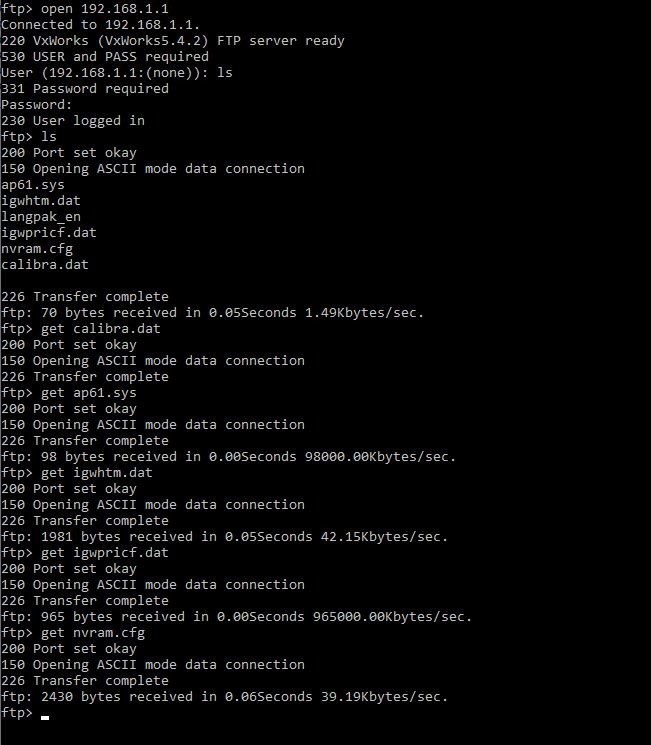 ftp> open 192.168.1.1
Connected to 192.168.1.1.
220 VxWorks (VxWorks5.4.2) FTP server ready
530 USER and PASS required
User (192.168.1.1:(none)): ls
331 Password required
Password:
230 User logged in
ftp> ls
200 Port set okay
150 Opening ASCII mode data connection
ap61.sys
igwhtm.dat
langpak_en
igwpricf.dat
nvram.cfg
calibra.dat
226 Transfer complete
ftp: 70 bytes received in 0.05Seconds 1.49Kbytes/sec.
ftp> get calibra.dat
200 Port set okay
150 Opening ASCII mode data connection
226 Transfer complete
ftp> get ap61.sys
200 Port set okay
150 Opening ASCII mode data connection
226 Transfer complete
ftp: 98 bytes received in 0.00Seconds 98000.00Kbytes/sec.
ftp> get igwhtm.dat
200 Port set okay
150 Opening ASCII mode data connection
226 Transfer complete
ftp: 1981 bytes received in 0.05Seconds 42.15Kbytes/sec.
ftp> get igwpricf.dat
200 Port set okay
150 Opening ASCII mode data connection
226 Transfer complete
ftp: 965 bytes received in 0.00Seconds 965000.00Kbytes/sec.
ftp> get nvram.cfg
200 Port set okay
150 Opening ASCII mode data connection
226 Transfer complete
ftp: 2430 bytes received in 0.06Seconds 39.19Kbytes/sec.
ftp>